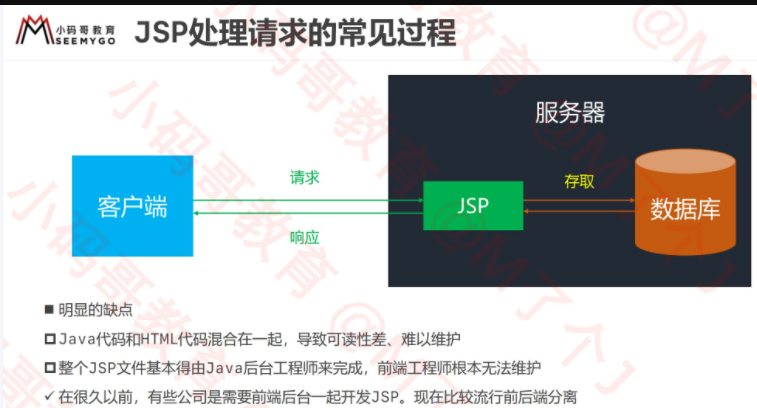 小码哥教育
SEEMYGO
JSP处理请求的常见过程
服务器
请求
存取
客户端
JSP
数据库
响应
■ 明显的缺点
Java代码和HTML代码混合在一起，导致可读性差、难以维护
整个JSP文件基本得由Java后台工程师来完成，前端工程师根本无法维护
✓ 在很久以前，有些公司是需要前端后台一起开发JSP。现在比较流行前后端分离
小码哥教育 @M了个J